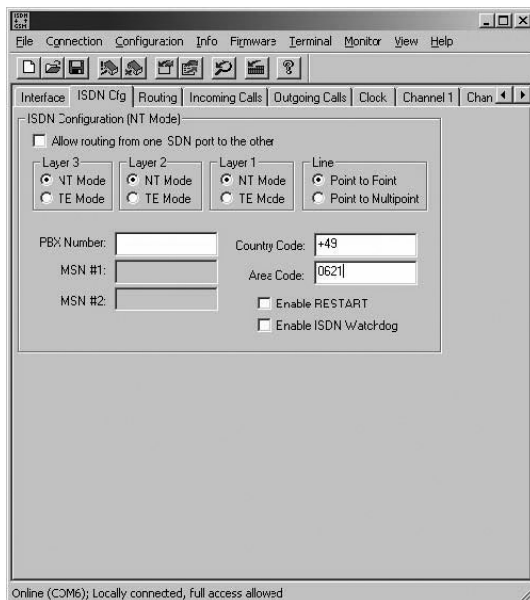 ISDN
GSM
File Connection Configuration Info Firmware Terminal Monitor View Help
Interface ISDN Cfg Routing Incoming Calls Outgoing Calls Clock Channel 1 Chan
ISDN Configuration (NT Mode)
Allow routing from one ISDN port to the other
Layer 3 Layer 2 Layer 1 Line
NT Mode NT Mode NT Mode Point to Point
TE Mode TE Mode TE Mode Point to Multipoint
PBX Number: Country Code: +49
MSN #1: Area Code: 0621
MSN #2: Enable RESTART
Enable ISDN Watchdog
Online (COM6); Locally connected, full access allowed